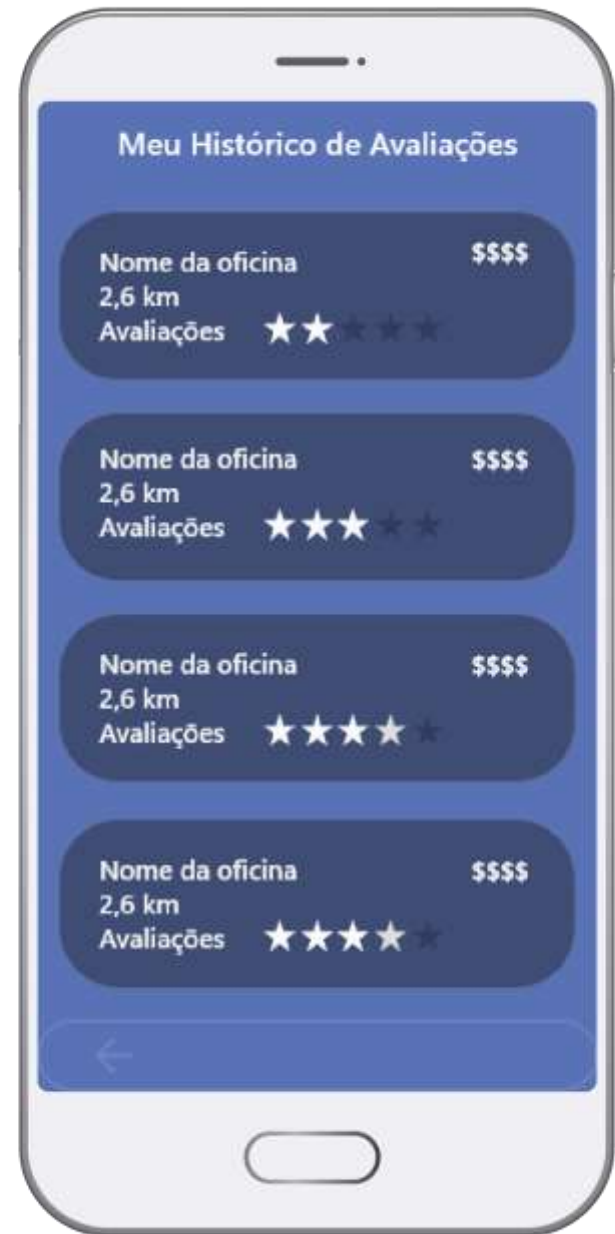 Meu Histórico de Avaliações
Nome da oficina $$$$
2,6 km
Avaliações
Nome da oficina $$$$
2,6 km
Avaliações
Nome da oficina $$$$
2,6 km
Avaliações
Nome da oficina $$$$
2,6 km
Avaliações